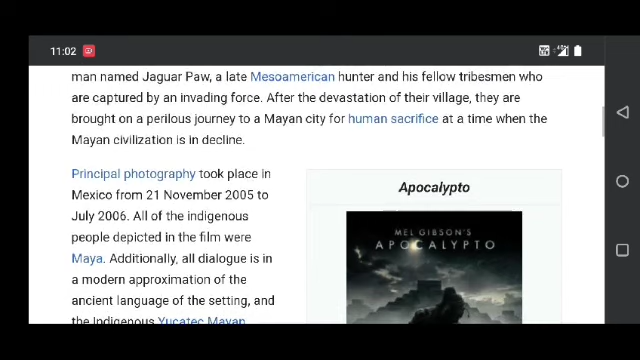 11:02
man named Jaguar Paw, a late Mesoamerican hunter and his fellow tribesmen who
are captured by an invading force. After the devastation of their village, they are
brought on a perilous journey to a Mayan city for human sacrifice at a time when the
Mayan civilization is in decline.
Principal photography took place in
Mexico from 21 November 2005 to
July 2006. All of the indigenous
people depicted in the film were
Maya. Additionally, all dialogue is in
a modern approximation of the
ancient language of the setting, and
the Indigenous Yucatec Mayan
Apocalypto
MEL GIBSON'S
APOCALYPTO